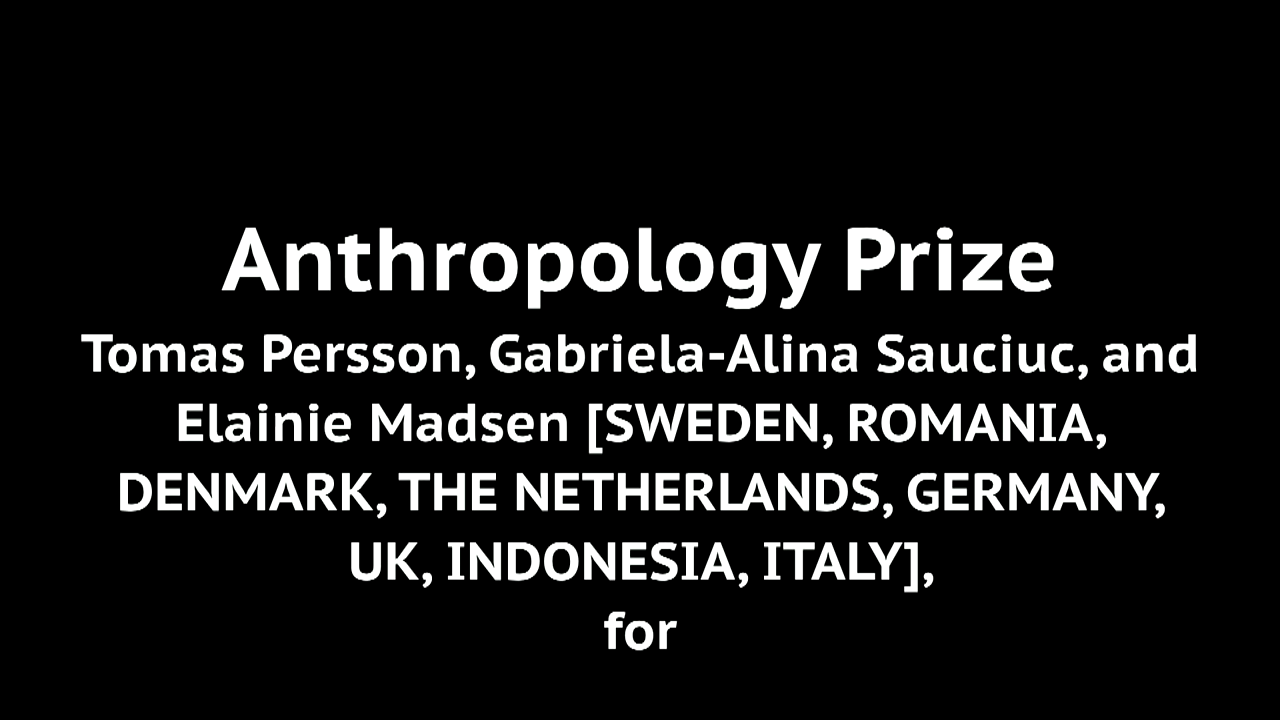 Anthropology Prize
Tomas Persson, Gabriela-Alina Sauciuc, and
Elainie Madsen [SWEDEN, ROMANIA,
DENMARK, THE NETHERLANDS, GERMANY,
UK, INDONESIA, ITALY],
for